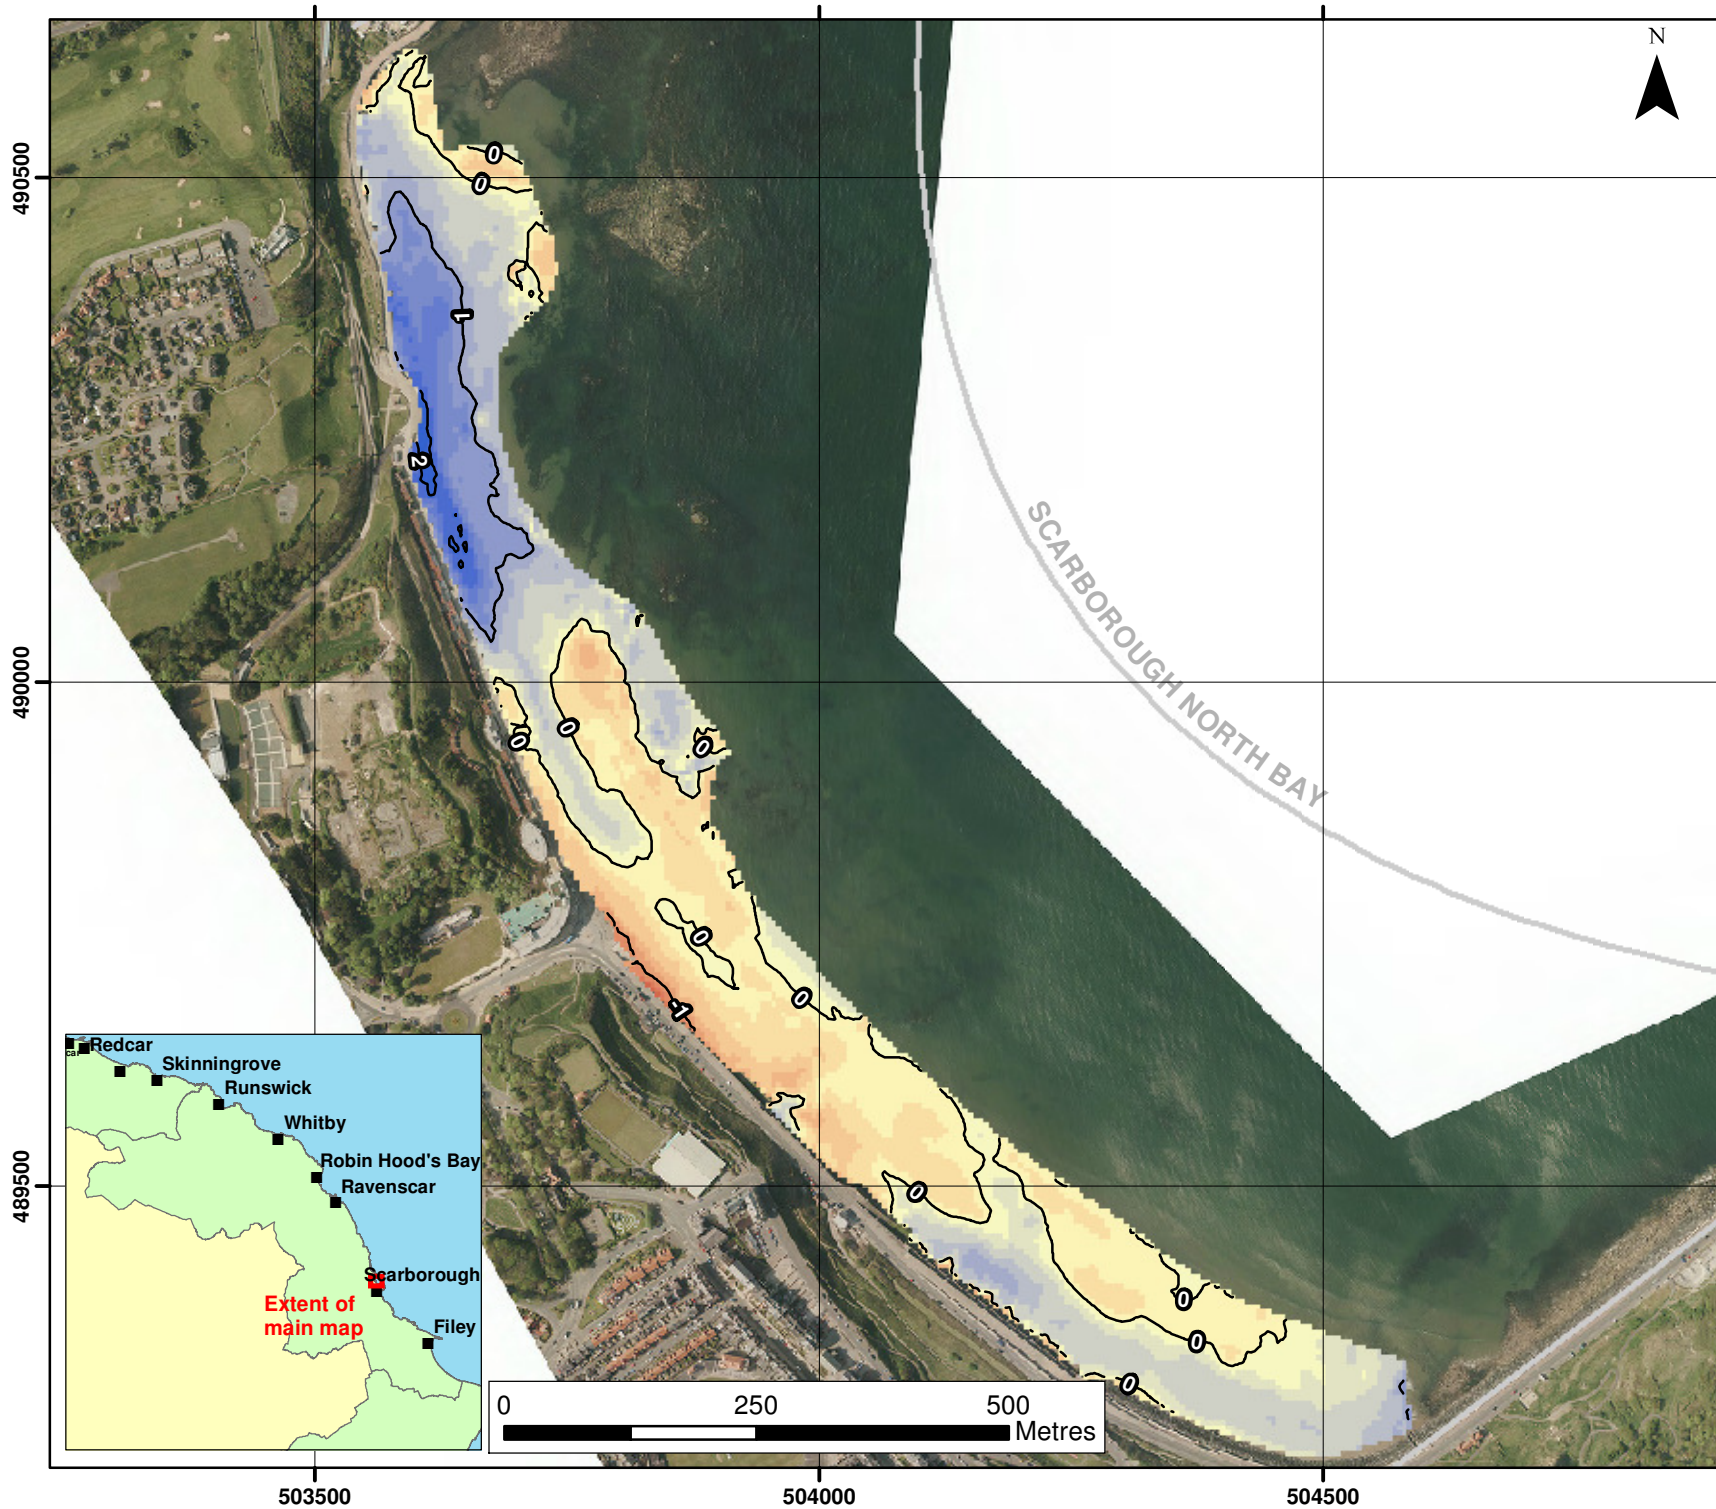 N
490500
490000
489500
0
0
1
2
0
0
0
0
0
-1
0
0
0
0
SCARBOROUGH NORTH BAY
Redcar
car
Skinningrove
Runswick
Whitby
Robin Hood's Bay
Ravenscar
Scarborough
Extent of
main map
Filey
0 250 500
Metres
503500 504000 504500